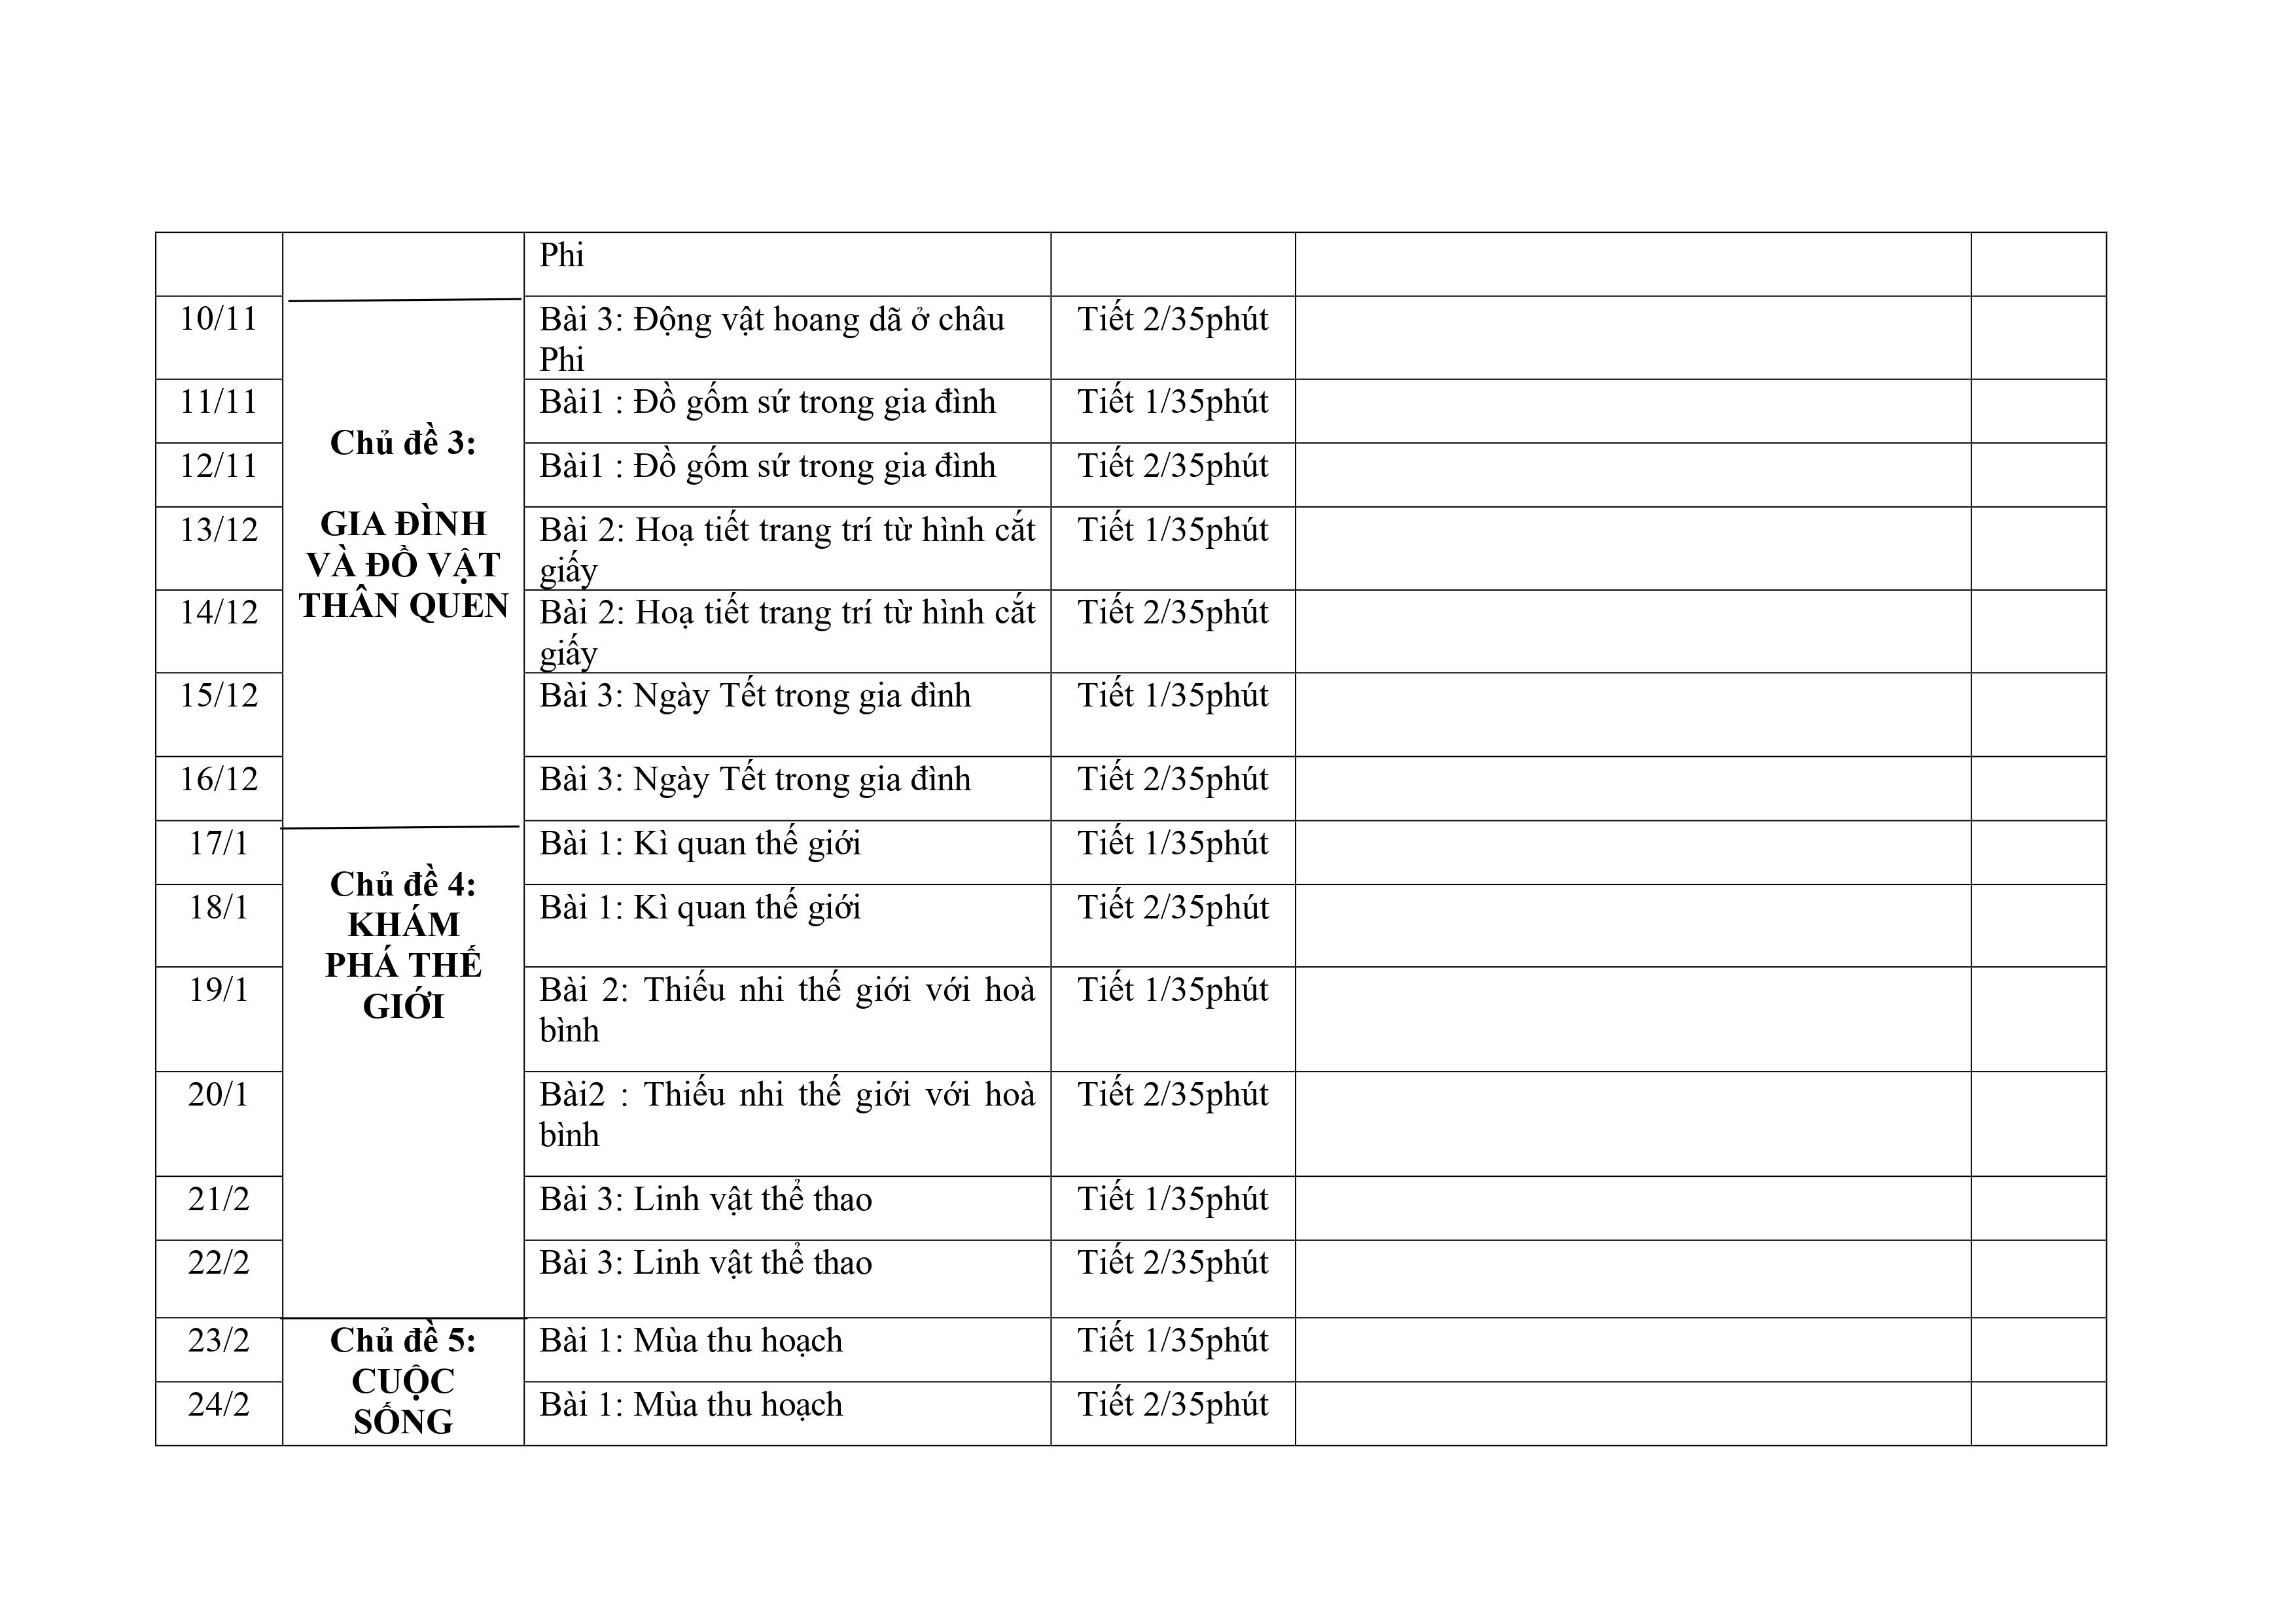 Phi
10/11 Bài 3: Động vật hoang dã ở châu Tiết 2/35phút
Phi
11/11 Bài1 : Đồ gốm sứ trong gia đình Tiết 1/35phút
Chủ đề 3:
12/11 Bài1 : Đồ gốm sứ trong gia đình Tiết 2/35phút
GIA ĐÌNH
13/12 Bài 2: Hoạ tiết trang trí từ hình cắt Tiết 1/35phút
VÀ ĐỒ VẬT
giấy
THÂN QUEN
14/12 Bài 2: Hoạ tiết trang trí từ hình cắt Tiết 2/35phút
giấy
15/12 Bài 3: Ngày Tết trong gia đình Tiết 1/35phút
16/12 Bài 3: Ngày Tết trong gia đình Tiết 2/35phút
17/1 Bài 1: Kì quan thế giới Tiết 1/35phút
Chủ đề 4:
18/1 Bài 1: Kì quan thế giới Tiết 2/35phút
KHÁM
PHÁ THẾ
19/1 Bài 2: Thiếu nhi thế giới với hoà Tiết 1/35phút
GIỚI
bình
20/1 Bài2 : Thiếu nhi thế giới với hoà Tiết 2/35phút
bình
21/2 Bài 3: Linh vật thể thao Tiết 1/35phút
22/2 Bài 3: Linh vật thể thao Tiết 2/35phút
23/2 Chủ đề 5: Bài 1: Mùa thu hoạch Tiết 1/35phút
CUỘC
24/2 Bài 1: Mùa thu hoạch Tiết 2/35phút
SỐNG